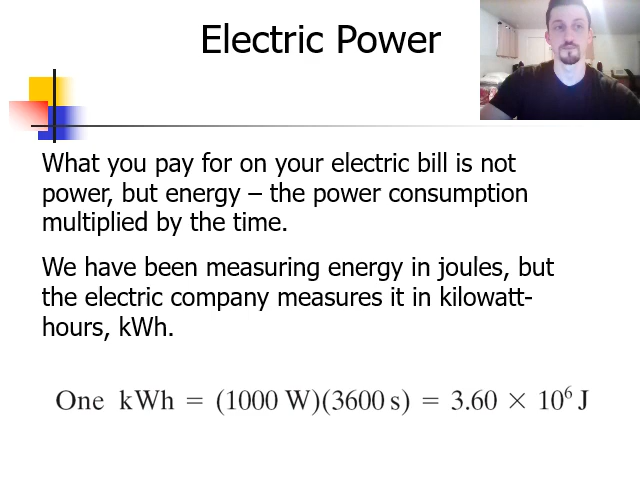 Electric Power
What you pay for on your electric bill is not
power, but energy – the power consumption
multiplied by the time.
We have been measuring energy in joules, but
the electric company measures it in kilowatt-
hours, kWh.
One kWh = (1000 W)(3600 s) = 3.60 × 10⁶ J